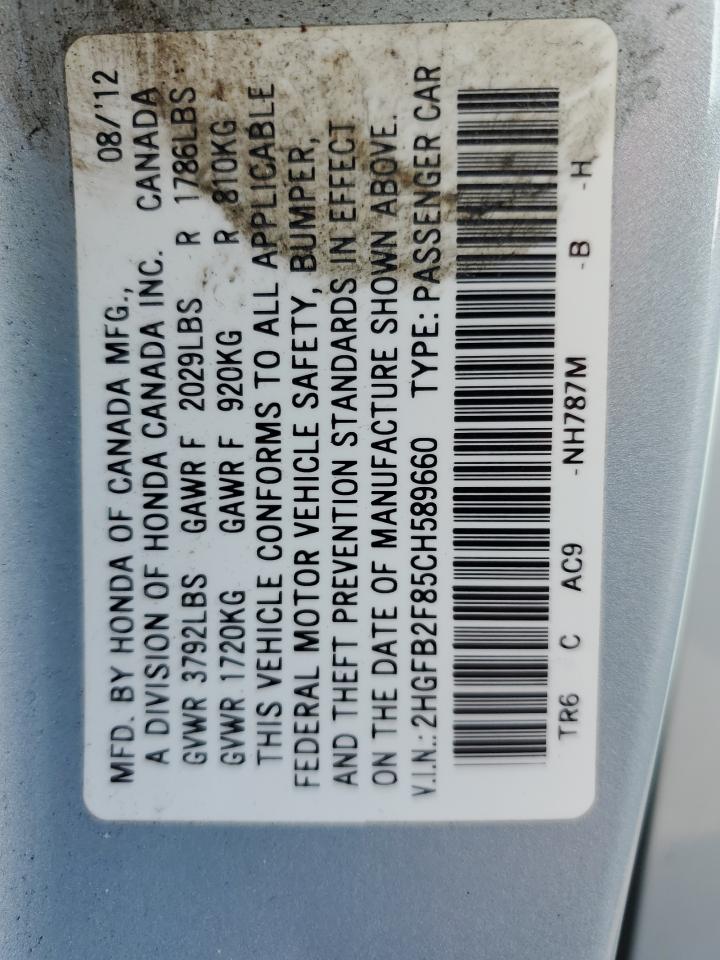 MFD. BY HONDA OF CANADA MFG., 08/'12
A DIVISION OF HONDA CANADA INC. CANADA
GVWR 3792LBS GAWR F 2029LBS R 1786LBS
GVWR 1720KG GAWR F 920KG R 810KG
THIS VEHICLE CONFORMS TO ALL APPLICABLE
FEDERAL MOTOR VEHICLE SAFETY, BUMPER,
AND THEFT PREVENTION STANDARDS IN EFFECT
ON THE DATE OF MANUFACTURE SHOWN ABOVE.
V.I.N.: 2HGFB2F85CH589660 TYPE: PASSENGER CAR
TR6 C AC9 -NH787M -B -H